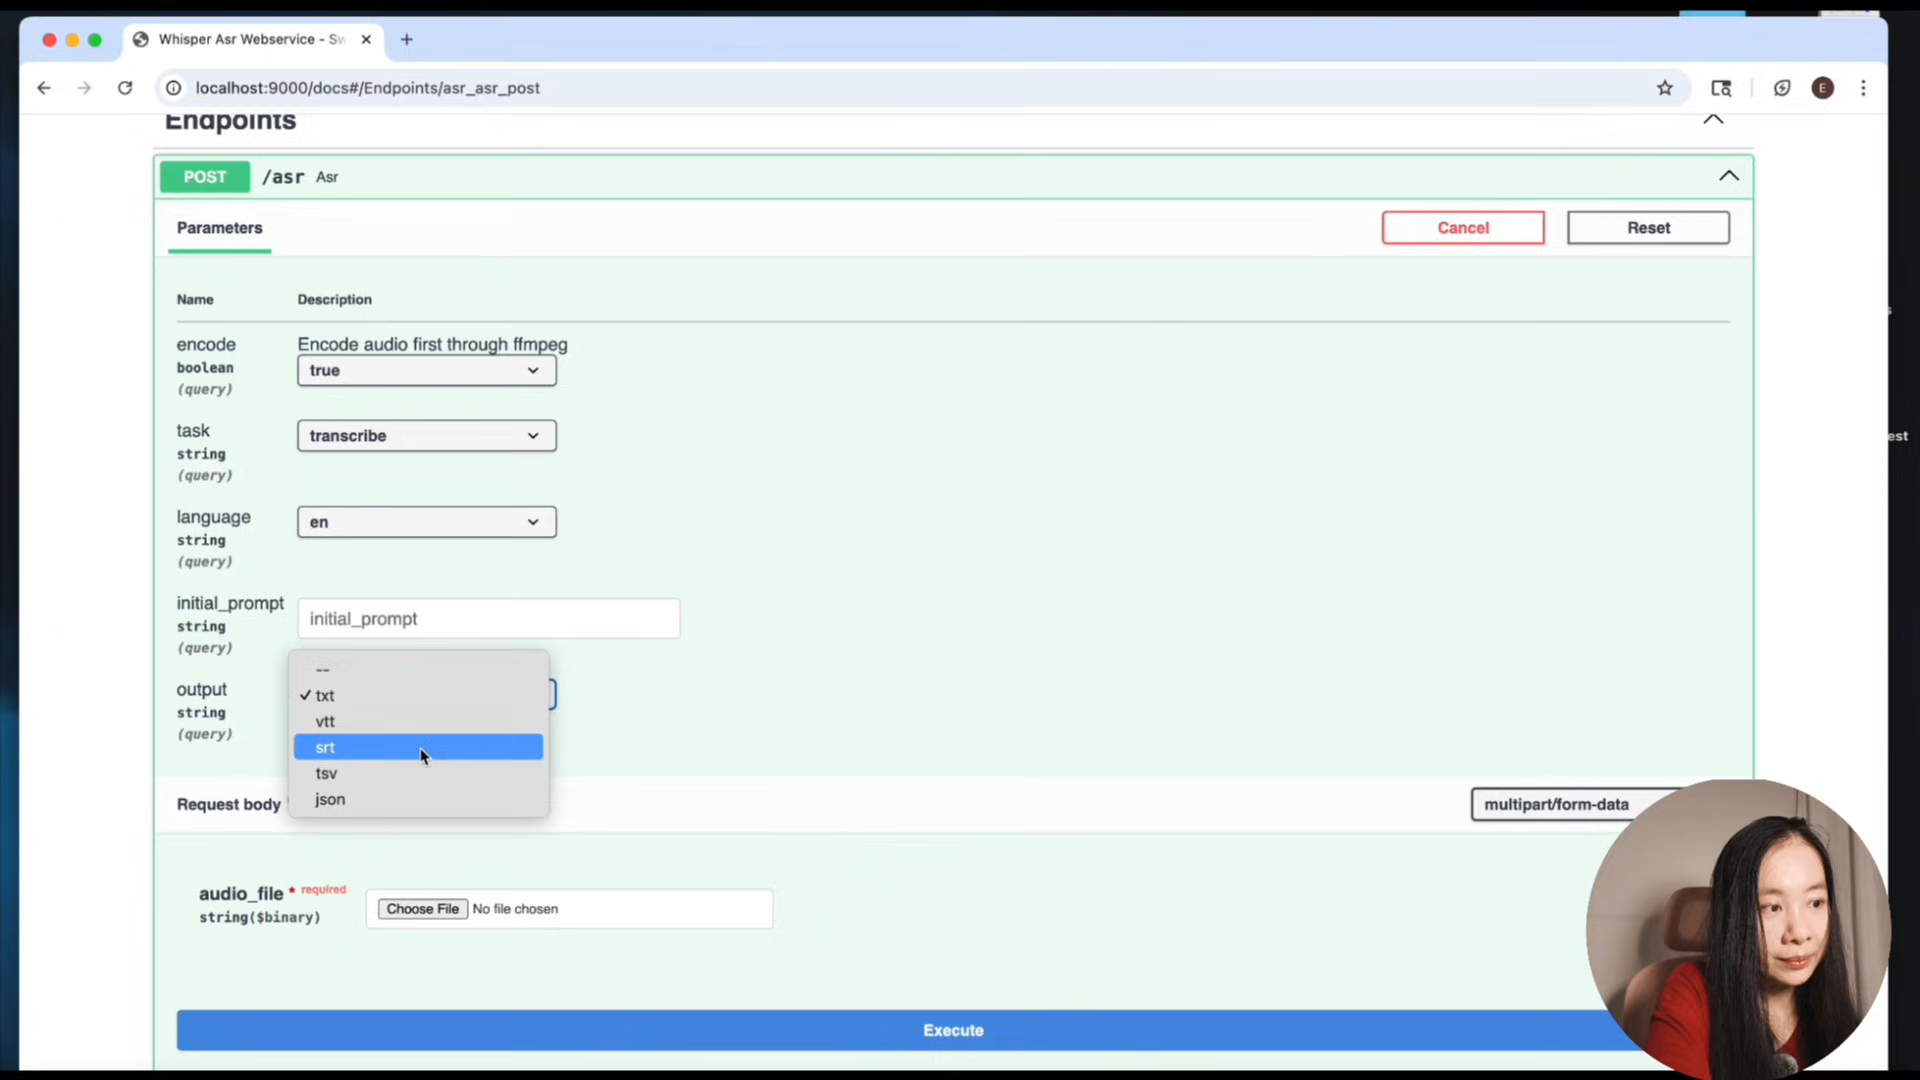 Whisper Asr Webservice - Sw
localhost:9000/docs#/Endpoints/asr_asr_post
E
Endpoints
POST /asr Asr
Parameters
Cancel
Reset
Name Description
encode
boolean
(query)
Encode audio first through ffmpeg
true
task
string
(query)
transcribe
language
string
(query)
en
initial_prompt
string
(query)
initial_prompt
output
string
(query)
--
✓ txt
vtt
srt
tsv
json
Request body
multipart/form-data
audio_file * required
string($binary)
Choose File No file chosen
Execute
est